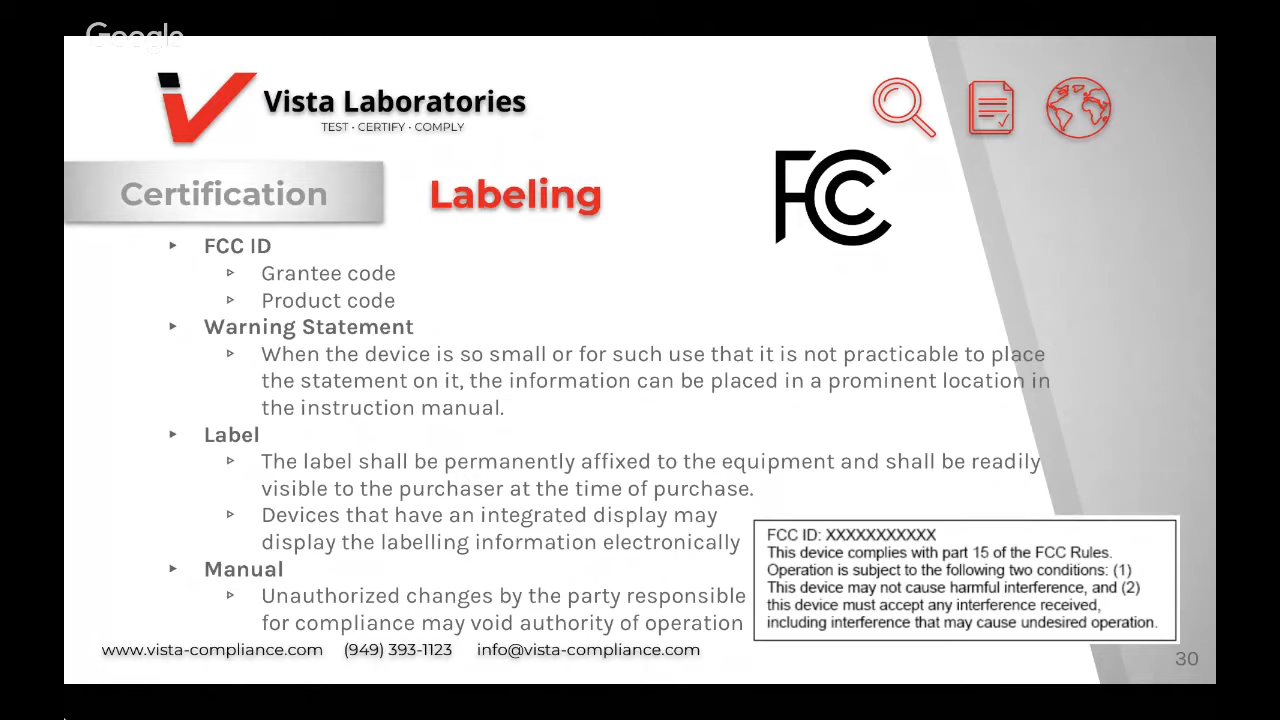 Google
Vista Laboratories
TEST · CERTIFY · COMPLY
FCC
Certification
Labeling
FCC ID
Grantee code
Product code
Warning Statement
When the device is so small or for such use that it is not practicable to place
the statement on it, the information can be placed in a prominent location in
the instruction manual.
Label
The label shall be permanently affixed to the equipment and shall be readily
visible to the purchaser at the time of purchase.
Devices that have an integrated display may
display the labelling information electronically
Manual
Unauthorized changes by the party responsible
for compliance may void authority of operation
FCC ID: XXXXXXXXXXX
This device complies with part 15 of the FCC Rules.
Operation is subject to the following two conditions: (1)
This device may not cause harmful interference, and (2)
this device must accept any interference received,
including interference that may cause undesired operation.
www.vista-compliance.com (949) 393-1123 info@vista-compliance.com
30